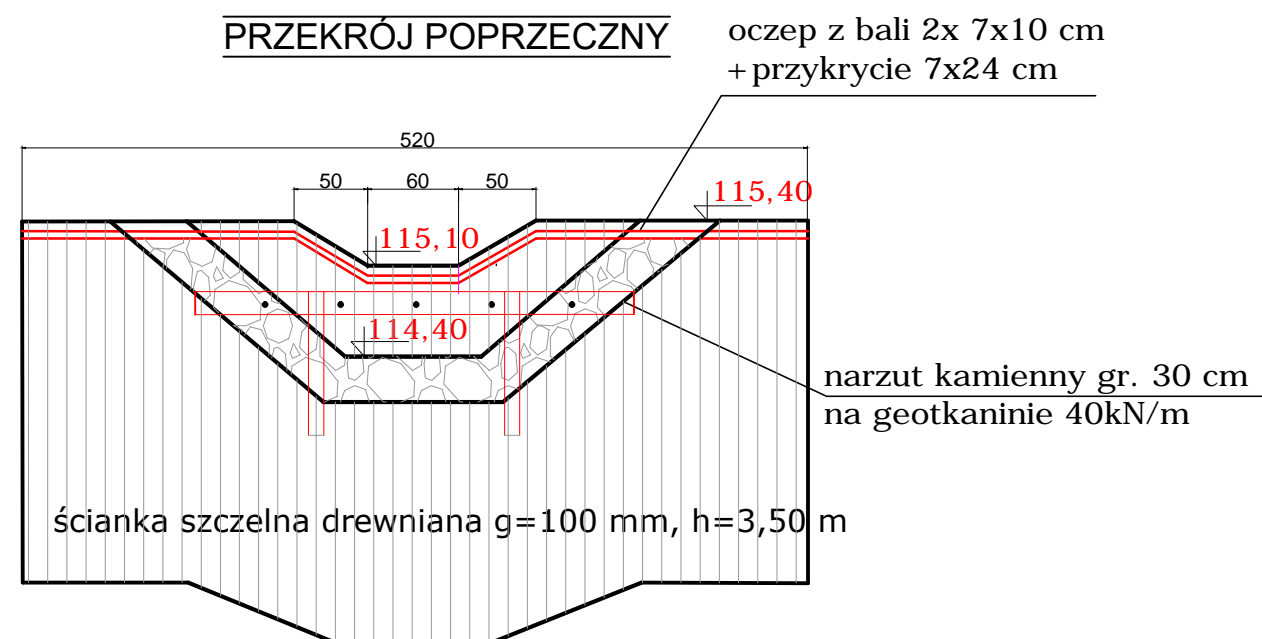 PRZEKRÓJ POPRZECZNY
oczep z bali 2x 7x10 cm
+przykrycie 7x24 cm
520
50
60
50
115,40
115,10
114,40
narzut kamienny gr. 30 cm
na geotkaninie 40kN/m
ścianka szczelna drewniana g=100 mm, h=3,50 m